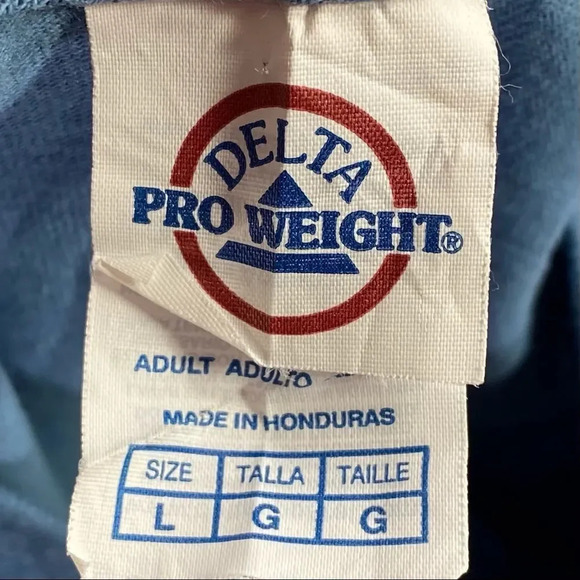 DELTA
PRO WEIGHT®
ADULT ADULTO
MADE IN HONDURAS
SIZE TALLA TAILLE
L G G